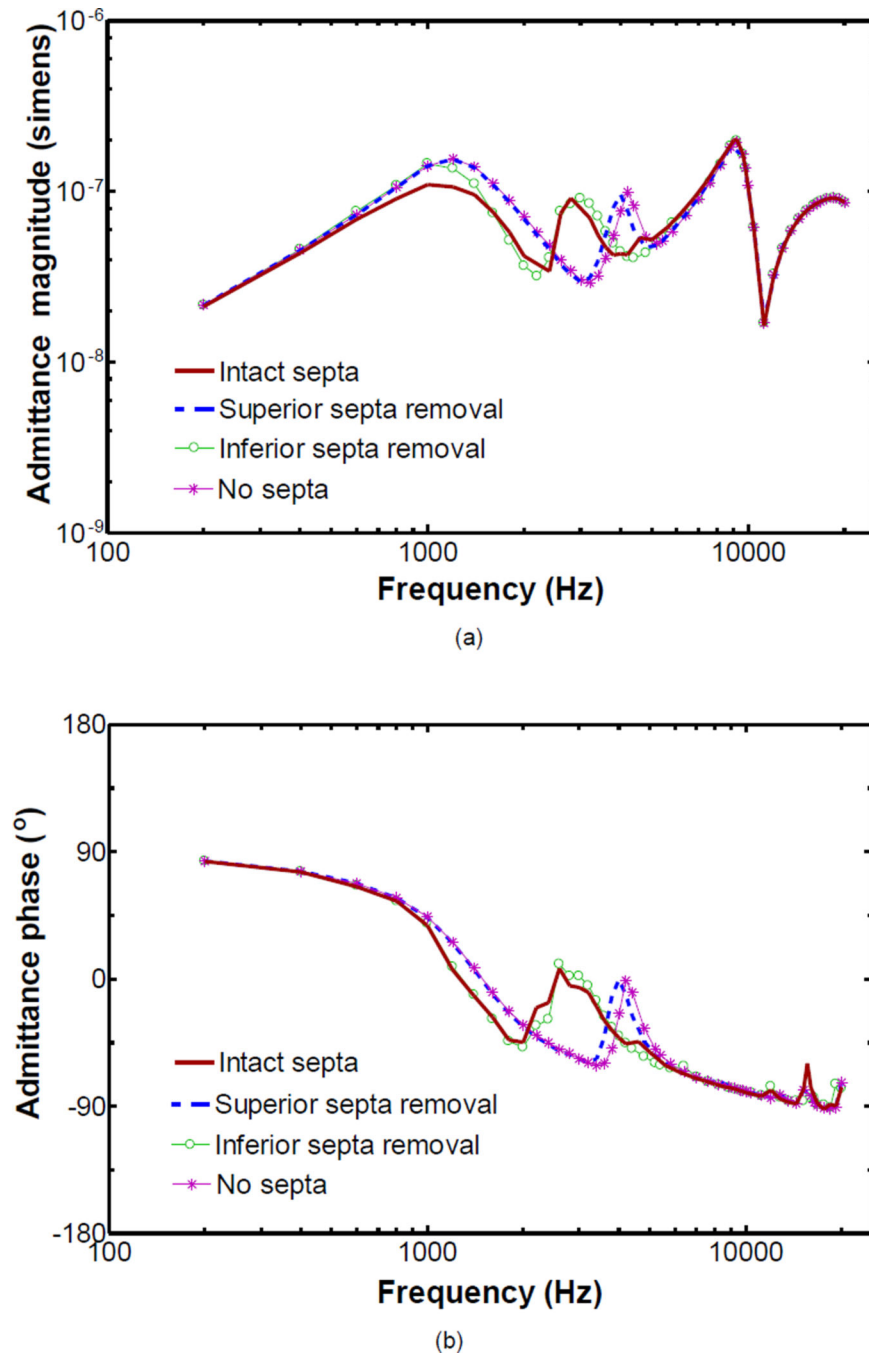 10⁻⁶
10⁻⁷
10⁻⁸
10⁻⁹
Admittance magnitude (simens)
Intact septa
Superior septa removal
Inferior septa removal
No septa
100 1000 10000
Frequency (Hz)
(a)
180
90
0
-90
-180
Admittance phase (°)
Intact septa
Superior septa removal
Inferior septa removal
No septa
100 1000 10000
Frequency (Hz)
(b)